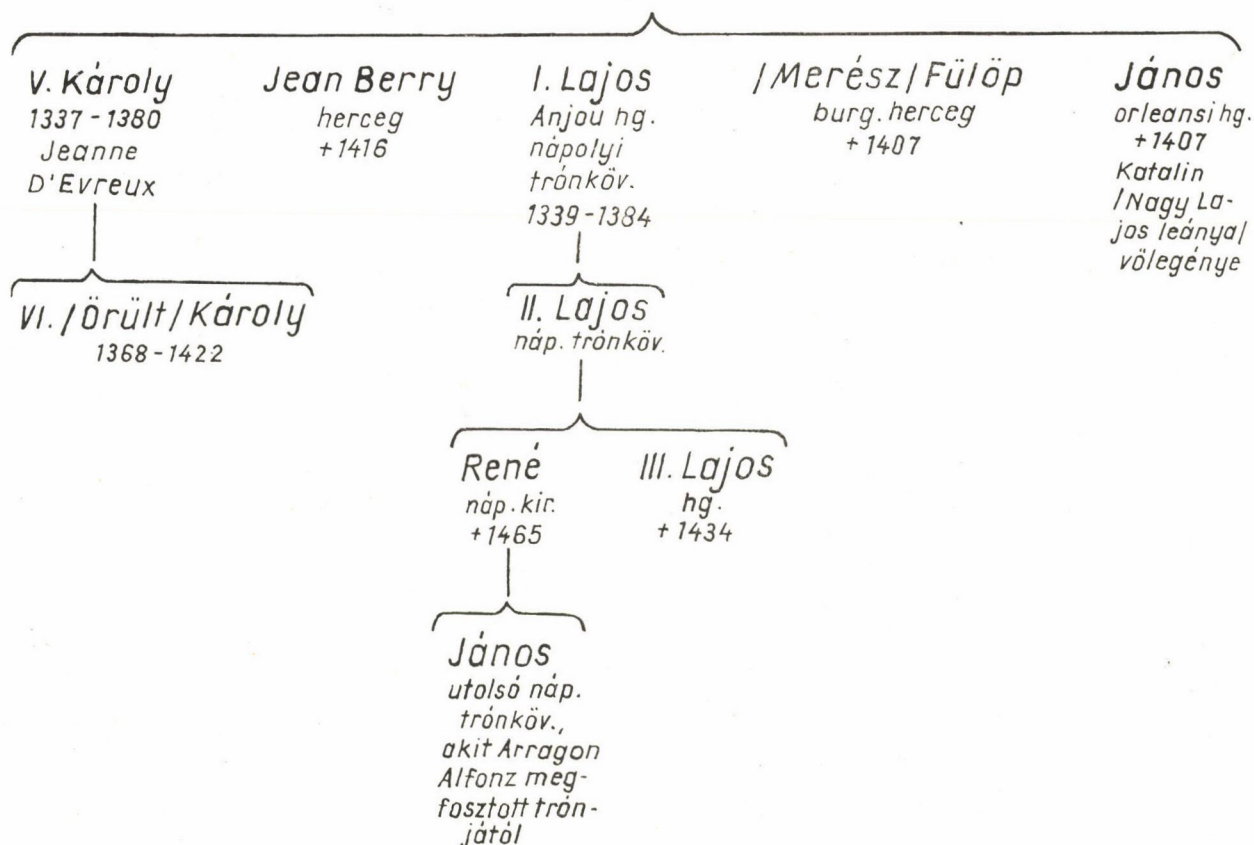 V. Károly
1337-1380
Jeanne
D'Evreux
Jean Berry
herceg
+1416
I. Lajos
Anjou hg.
nápolyi
trónköv.
1339-1384
/Merész/Fülöp
burg. herceg
+1407
János
orleansi hg.
+1407
Katalin
/Nagy La-
jos leánya/
völegénye
VI./Örült/Károly
1368-1422
II. Lajos
náp. trónköv.
René
náp. kir.
+1465
III. Lajos
hg.
+1434
János
utolsó náp.
trónköv.,
akit Arragon
Alfonz meg-
fosztott trón-
jától